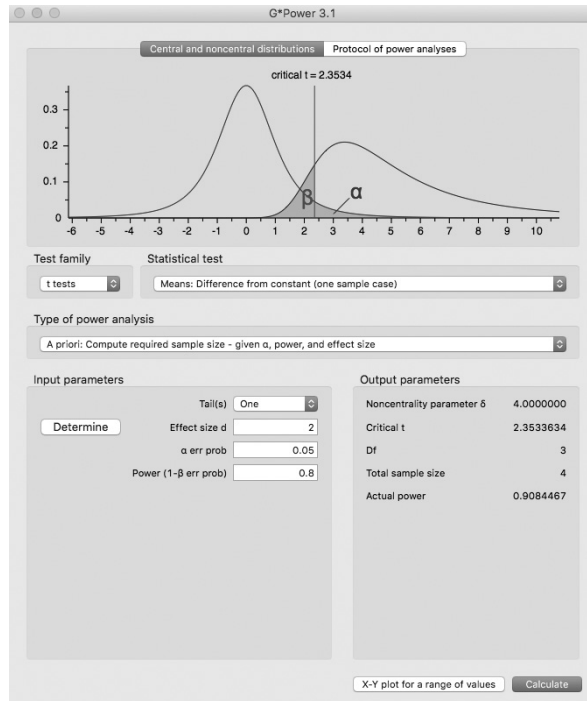 G*Power 3.1
Central and noncentral distributions Protocol of power analyses
critical t = 2.3534
0.3
0.2
0.1
0
β α
-6 -5 -4 -3 -2 -1 0 1 2 3 4 5 6 7 8 9 10
Test family Statistical test
t tests Means: Difference from constant (one sample case)
Type of power analysis
A priori: Compute required sample size - given α, power, and effect size
Input parameters Output parameters
Tail(s) One Noncentrality parameter δ 4.0000000
Determine Effect size d 2 Critical t 2.3533634
α err prob 0.05 Df 3
Power (1-β err prob) 0.8 Total sample size 4
Actual power 0.9084467
X-Y plot for a range of values Calculate